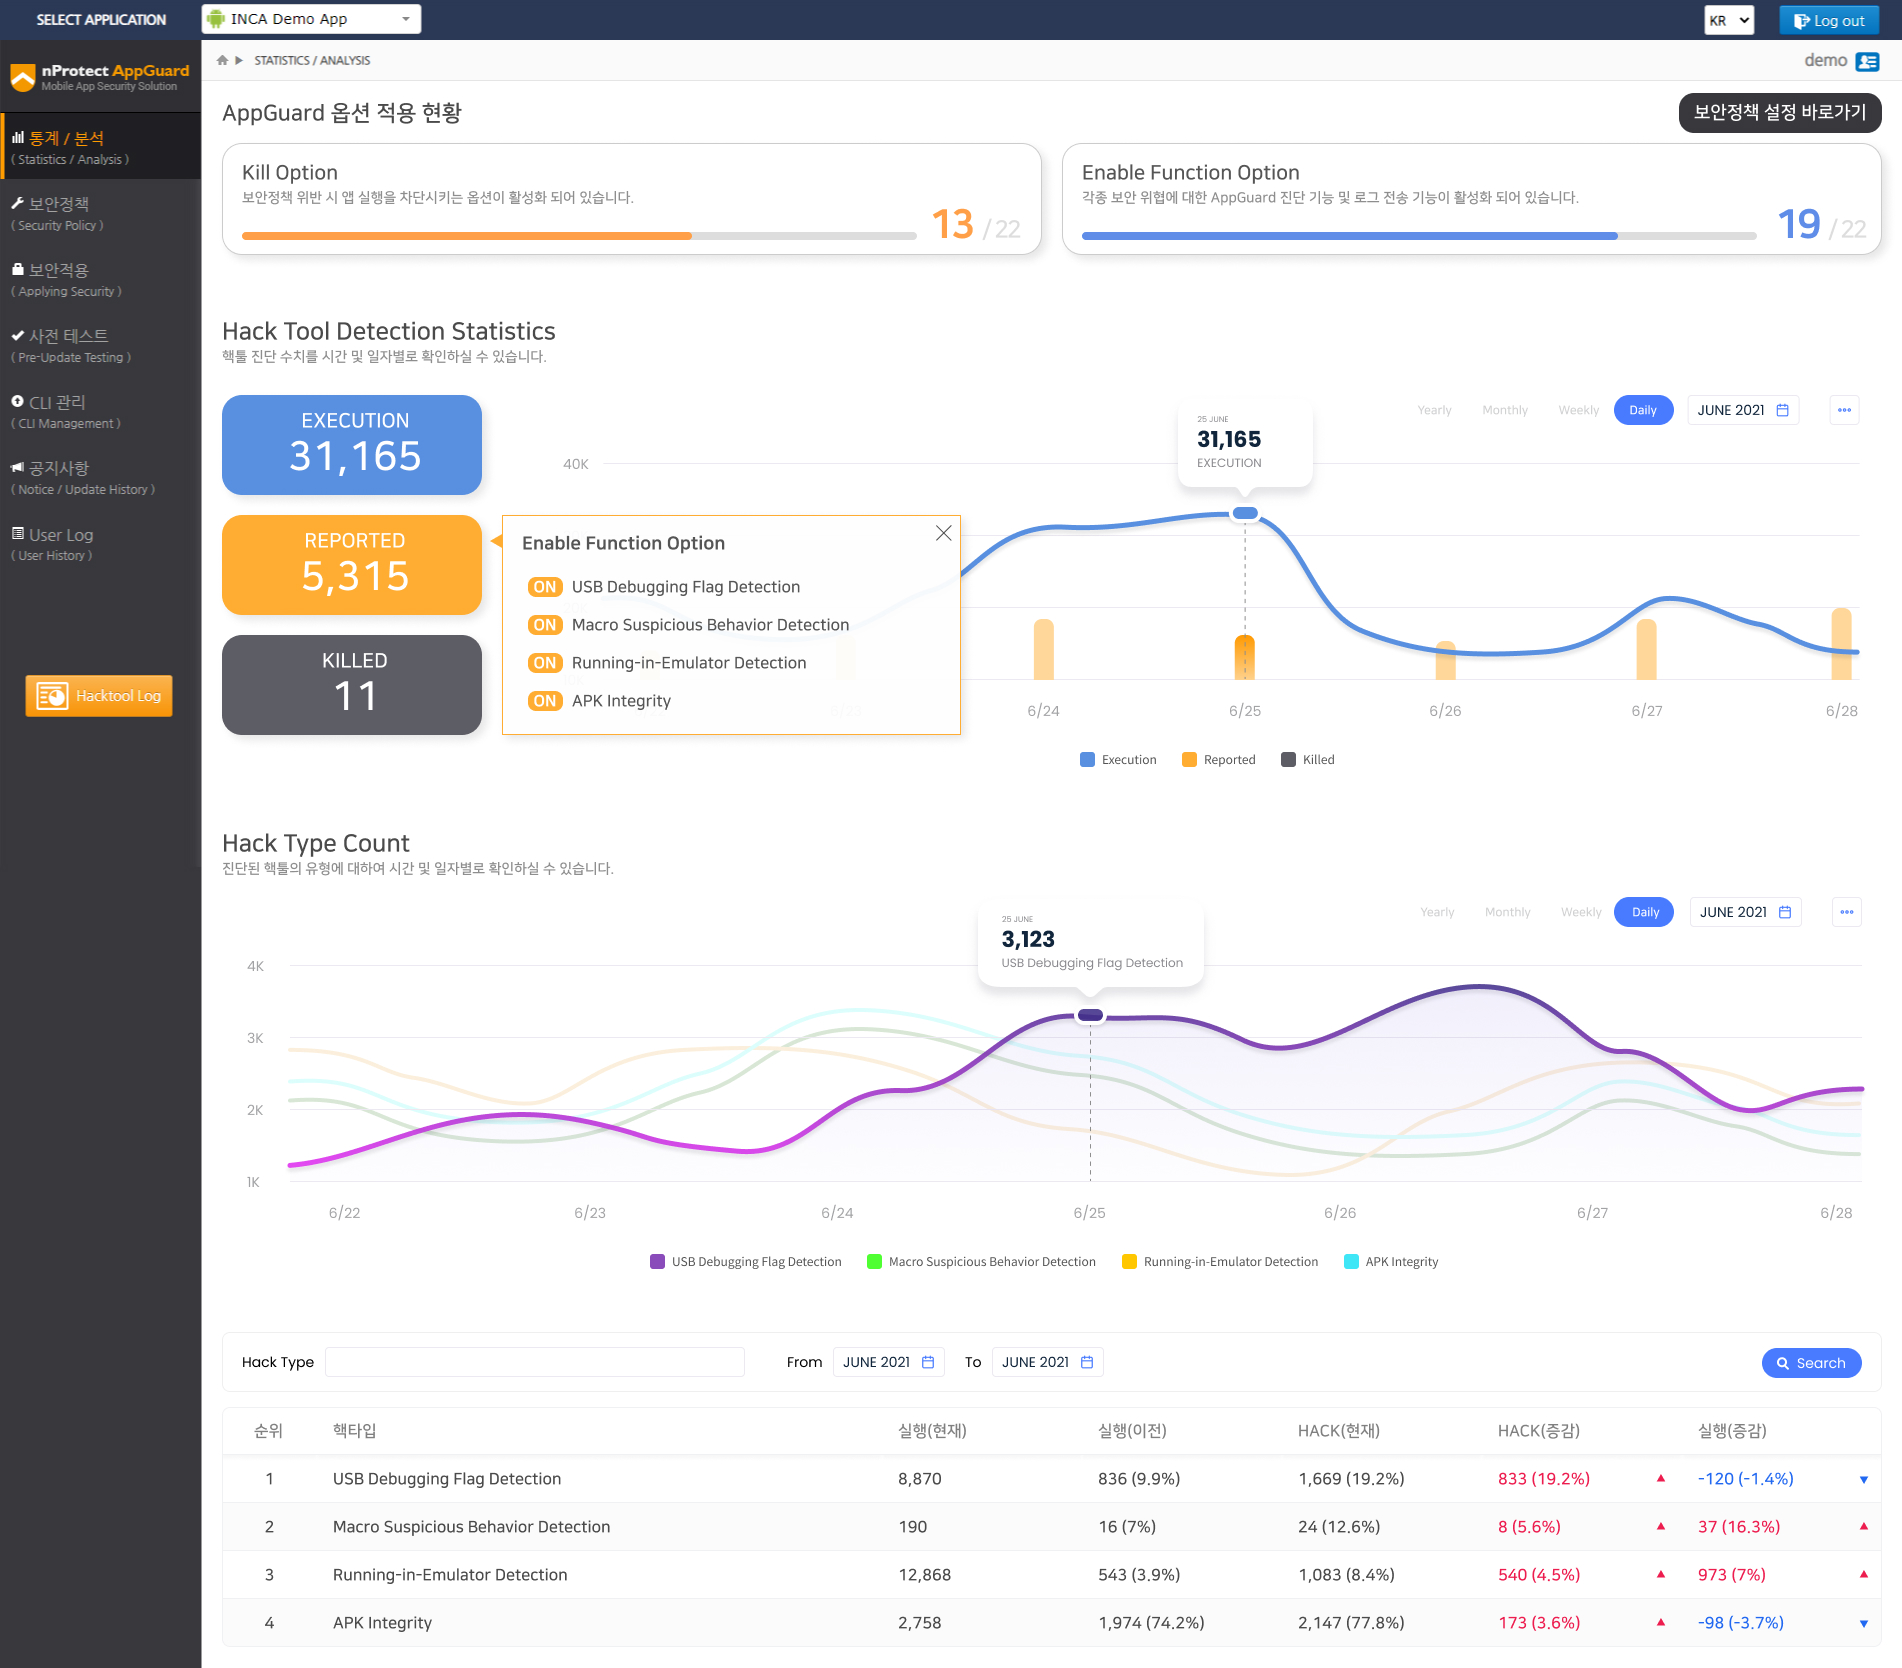 SELECT APPLICATION
INCA Demo App
KR
Log out
nProtect AppGuard
Mobile App Security Solution
STATISTICS / ANALYSIS
demo
통계 / 분석
( Statistics / Analysis )
보안정책
( Security Policy )
보안적용
( Applying Security )
사전 테스트
( Pre-Update Testing )
CLI 관리
( CLI Management )
공지사항
( Notice / Update History )
User Log
( User History )
Hacktool Log
AppGuard 옵션 적용 현황
보안정책 설정 바로가기
Kill Option
보안정책 위반 시 앱 실행을 차단시키는 옵션이 활성화 되어 있습니다.
13 / 22
Enable Function Option
각종 보안 위협에 대한 AppGuard 진단 기능 및 로그 전송 기능이 활성화 되어 있습니다.
19 / 22
Hack Tool Detection Statistics
핵툴 진단 수치를 시간 및 일자별로 확인하실 수 있습니다.
EXECUTION
31,165
REPORTED
5,315
KILLED
11
Yearly Monthly Weekly Daily JUNE 2021
25 JUNE
31,165
EXECUTION
40K
Enable Function Option
ON USB Debugging Flag Detection
ON Macro Suspicious Behavior Detection
ON Running-in-Emulator Detection
ON APK Integrity
6/23 6/24 6/25 6/26 6/27 6/28
Execution Reported Killed
Hack Type Count
진단된 핵툴의 유형에 대하여 시간 및 일자별로 확인하실 수 있습니다.
Yearly Monthly Weekly Daily JUNE 2021
25 JUNE
3,123
USB Debugging Flag Detection
4K
3K
2K
1K
6/22 6/23 6/24 6/25 6/26 6/27 6/28
USB Debugging Flag Detection Macro Suspicious Behavior Detection Running-in-Emulator Detection APK Integrity
Hack Type From JUNE 2021 To JUNE 2021 Search
순위 핵타입 실행(현재) 실행(이전) HACK(현재) HACK(증감) 실행(증감)
1 USB Debugging Flag Detection 8,870 836 (9.9%) 1,669 (19.2%) 833 (19.2%) ▲ -120 (-1.4%) ▼
2 Macro Suspicious Behavior Detection 190 16 (7%) 24 (12.6%) 8 (5.6%) ▲ 37 (16.3%) ▲
3 Running-in-Emulator Detection 12,868 543 (3.9%) 1,083 (8.4%) 540 (4.5%) ▲ 973 (7%) ▲
4 APK Integrity 2,758 1,974 (74.2%) 2,147 (77.8%) 173 (3.6%) ▲ -98 (-3.7%) ▼